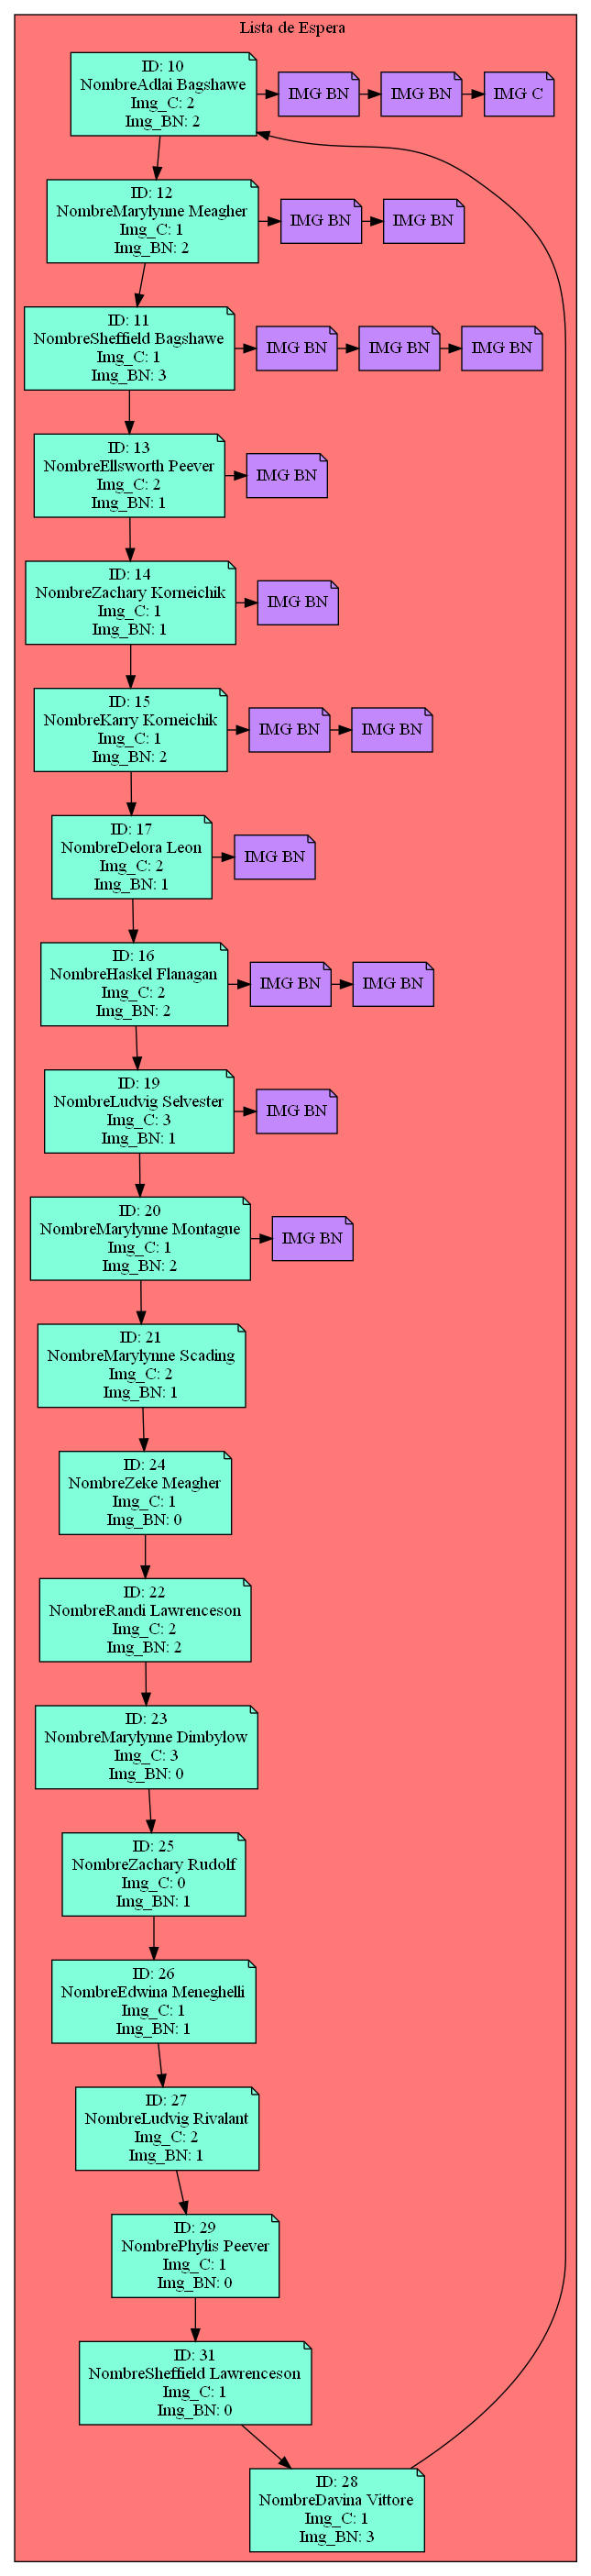 Lista de Espera
ID: 10
NombreAdlai Bagshawe
Img_C: 2
Img_BN: 2
IMG BN
IMG BN
IMG C
ID: 12
NombreMarylynne Meagher
Img_C: 1
Img_BN: 2
IMG BN
IMG BN
ID: 11
NombreSheffield Bagshawe
Img_C: 1
Img_BN: 3
IMG BN
IMG BN
IMG BN
ID: 13
NombreEllsworth Peever
Img_C: 2
Img_BN: 1
IMG BN
ID: 14
NombreZachary Korneichik
Img_C: 1
Img_BN: 1
IMG BN
ID: 15
NombreKarry Korneichik
Img_C: 1
Img_BN: 2
IMG BN
IMG BN
ID: 17
NombreDelora Leon
Img_C: 2
Img_BN: 1
IMG BN
ID: 16
NombreHaskel Flanagan
Img_C: 2
Img_BN: 2
IMG BN
IMG BN
ID: 19
NombreLudvig Selvester
Img_C: 3
Img_BN: 1
IMG BN
ID: 20
NombreMarylynne Montague
Img_C: 1
Img_BN: 2
IMG BN
ID: 21
NombreMarylynne Scading
Img_C: 2
Img_BN: 1
ID: 24
NombreZeke Meagher
Img_C: 1
Img_BN: 0
ID: 22
NombreRandi Lawrenceson
Img_C: 2
Img_BN: 2
ID: 23
NombreMarylynne Dimbylow
Img_C: 3
Img_BN: 0
ID: 25
NombreZachary Rudolf
Img_C: 0
Img_BN: 1
ID: 26
NombreEdwina Meneghelli
Img_C: 1
Img_BN: 1
ID: 27
NombreLudvig Rivalant
Img_C: 2
Img_BN: 1
ID: 29
NombrePhylis Peever
Img_C: 1
Img_BN: 0
ID: 31
NombreSheffield Lawrenceson
Img_C: 1
Img_BN: 0
ID: 28
NombreDavina Vittore
Img_C: 1
Img_BN: 3